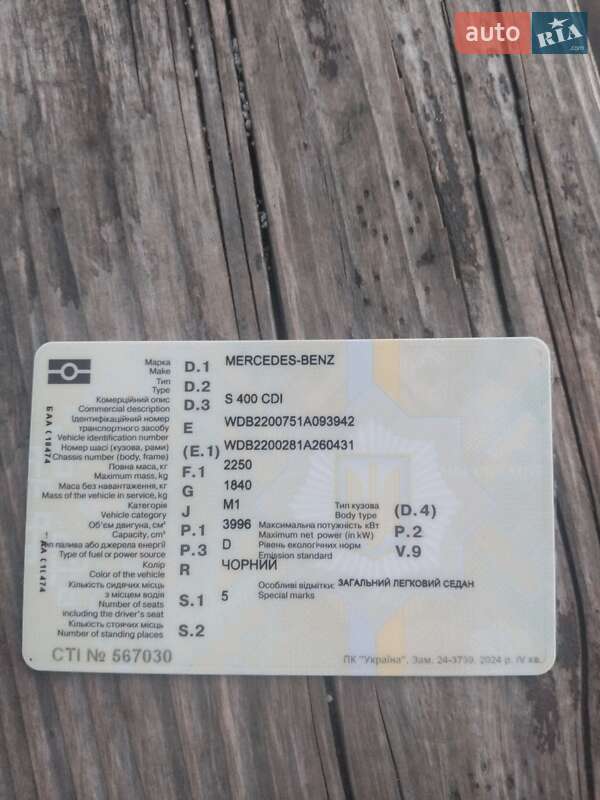 auto RIA.com
Марка
Make D.1 MERCEDES-BENZ
Тип
Type D.2
Комерційний опис
Commercial description D.3 S 400 CDI
Ідентифікаційний номер
транспортного засобу E WDB2200751A093942
Vehicle identification number
Номер шасі (кузова, рами) (E.1) WDB2200281A260431
Chassis number (body, frame)
Повна маса, кг F.1 2250
Maximum mass, kg
Маса без навантаження, кг G 1840
Mass of the vehicle in service, kg
Категорія J M1 Тип кузова (D.4)
Vehicle category Body type
Об'єм двигуна, см³ P.1 3996 Максимальна потужність кВт P.2
Capacity, cm³ Maximum net power (in kW)
Тип палива або джерела енергії P.3 D Рівень екологічних норм V.9
Type of fuel or power source Emission standard
Колір R ЧОРНИЙ
Color of the vehicle
Кількість сидячих місць Особливі відмітки: ЗАГАЛЬНИЙ ЛЕГКОВИЙ СЕДАН
з місцем водія S.1 5 Special marks
Number of seats
including the driver's seat
Кількість стоячих місць S.2
Number of standing places
СТІ № 567030
ПК "Україна", Зам. 24-3739, 2024 р. IV кв.